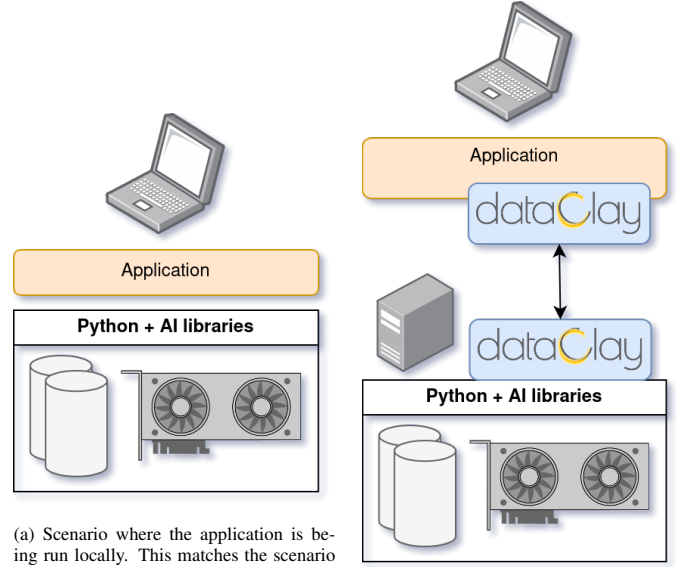 Application
Python + AI libraries
(a) Scenario where the application is be-
ing run locally. This matches the scenario
Application
dataClay
dataClay
Python + AI libraries